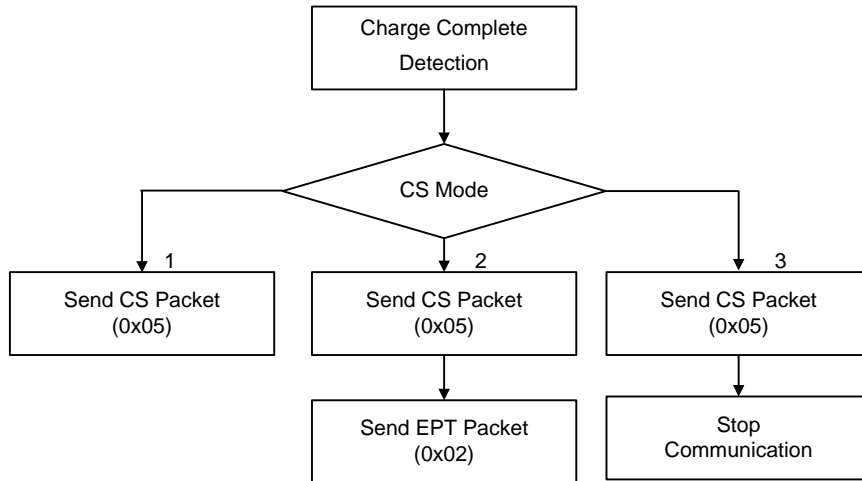 Charge Complete
Detection
CS Mode
1
2
3
Send CS Packet
(0x05)
Send CS Packet
(0x05)
Send CS Packet
(0x05)
Send EPT Packet
(0x02)
Stop
Communication